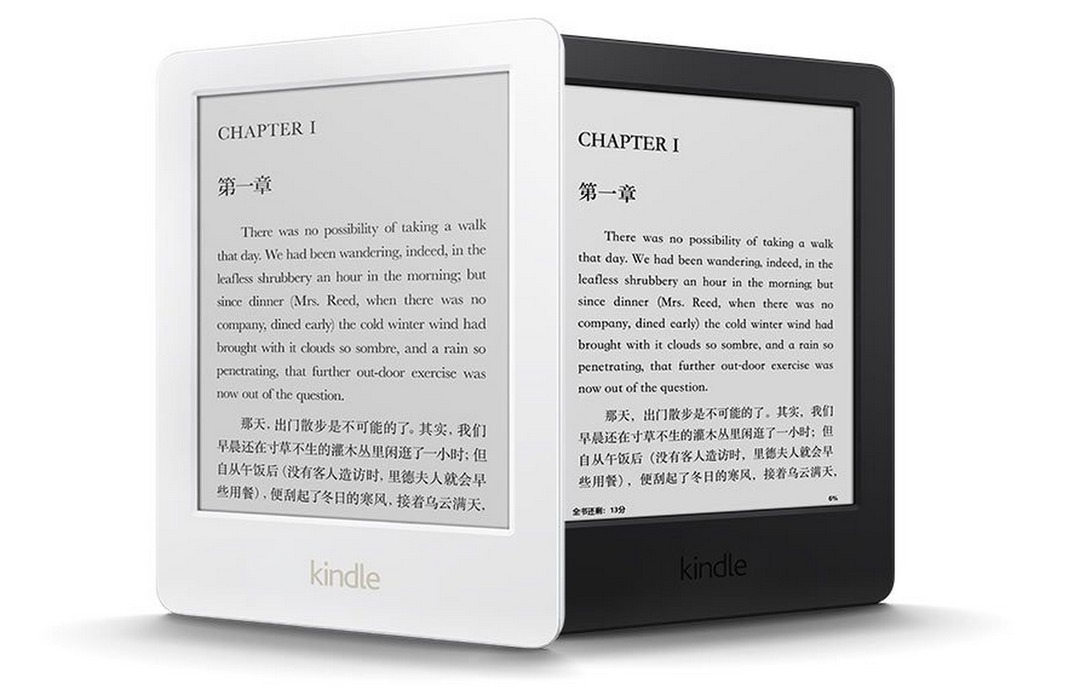 CHAPTER I
第一章
There was no possibility of taking a walk
that day. We had been wandering, indeed, in the
leafless shrubbery an hour in the morning; but
since dinner (Mrs. Reed, when there was no
company, dined early) the cold winter wind had
brought with it clouds so sombre, and a rain so
penetrating, that further out-door exercise was
now out of the question.
那天，出门散步是不可能的了。其实，我们
早晨还在寸草不生的灌木丛里闲逛了一小时；但
自从午饭后（没有客人造访时，里德夫人就会早
些用餐），便刮起了冬日的寒风，接着乌云满天，
kindle
CHAPTER I
第一章
There was no possibility of taking a walk
that day. We had been wandering, indeed, in the
leafless shrubbery an hour in the morning; but
since dinner (Mrs. Reed, when there was no
company, dined early) the cold winter wind had
brought with it clouds so sombre, and a rain so
penetrating, that further out-door exercise was
now out of the question.
那天，出门散步是不可能的了。其实，我们
早晨还在寸草不生的灌木丛里闲逛了一小时；但
自从午饭后（没有客人造访时，里德夫人就会早
些用餐），便刮起了冬日的寒风，接着乌云满天，
全书还剩：13分 6%
kindle